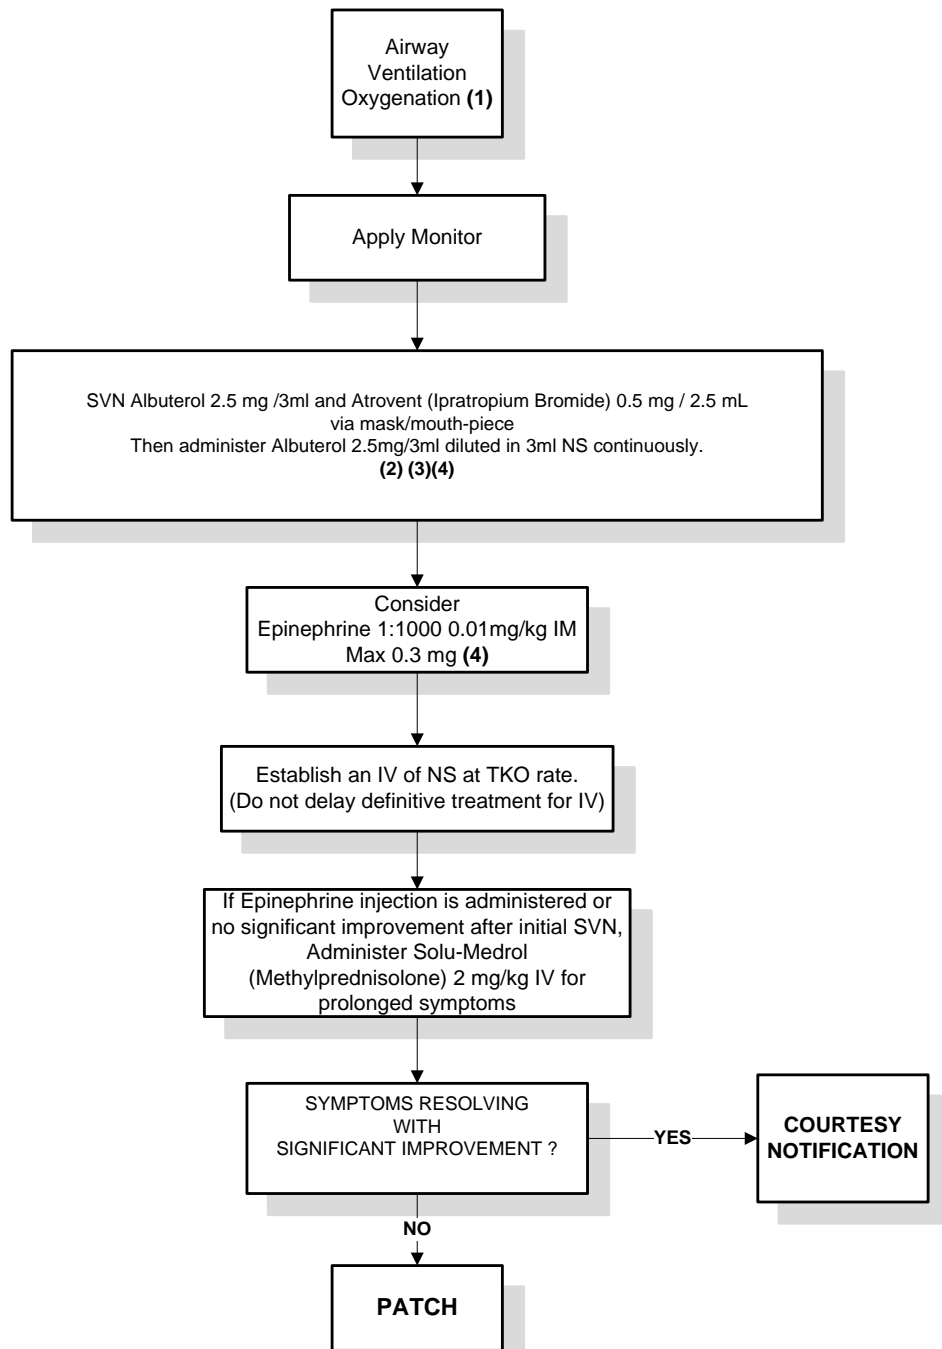 Airway
Ventilation
Oxygenation (1)
Apply Monitor
SVN Albuterol 2.5 mg /3ml and Atrovent (Ipratropium Bromide) 0.5 mg / 2.5 mL
via mask/mouth-piece
Then administer Albuterol 2.5mg/3ml diluted in 3ml NS continuously.
(2) (3)(4)
Consider
Epinephrine 1:1000 0.01mg/kg IM
Max 0.3 mg (4)
Establish an IV of NS at TKO rate.
(Do not delay definitive treatment for IV)
If Epinephrine injection is administered or
no significant improvement after initial SVN,
Administer Solu-Medrol
(Methylprednisolone) 2 mg/kg IV for
prolonged symptoms
SYMPTOMS RESOLVING
WITH
SIGNIFICANT IMPROVEMENT ?
YES
COURTESY
NOTIFICATION
NO
PATCH